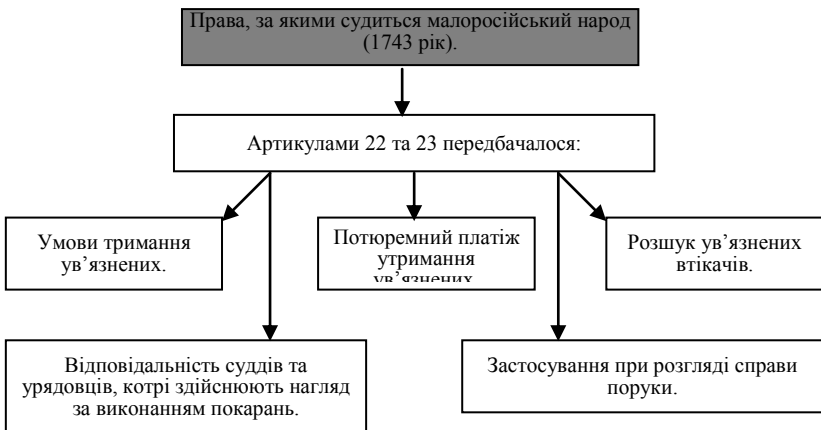 Права, за якими судиться малоросійський народ
(1743 рік).
Артикулами 22 та 23 передбачалося:
Умови тримання
ув’язнених.
Потюремний платіж
утримання
ув’язнених
Розшук ув’язнених
втікачів.
Відповідальність суддів та
урядовців, котрі здійснюють нагляд
за виконанням покарань.
Застосування при розгляді справи
поруки.